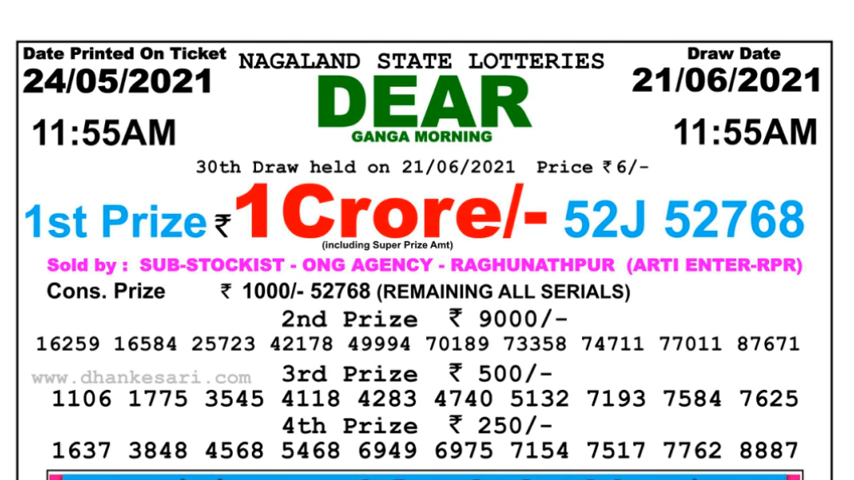 Date Printed On Ticket NAGALAND STATE LOTTERIES Draw Date
24/05/2021 DEAR 21/06/2021
GANGA MORNING
11:55AM 11:55AM
30th Draw held on 21/06/2021 Price ₹6/-
1st Prize ₹1Crore/- 52J 52768
(including Super Prize Amt)
Sold by : SUB-STOCKIST - ONG AGENCY - RAGHUNATHPUR (ARTI ENTER-RPR)
Cons. Prize ₹ 1000/- 52768 (REMAINING ALL SERIALS)
2nd Prize ₹ 9000/-
16259 16584 25723 42178 49994 70189 73358 74711 77011 87671
www.dhankesari.com 3rd Prize ₹ 500/-
1106 1775 3545 4118 4283 4740 5132 7193 7584 7625
4th Prize ₹ 250/-
1637 3848 4568 5468 6949 6975 7154 7517 7762 8887